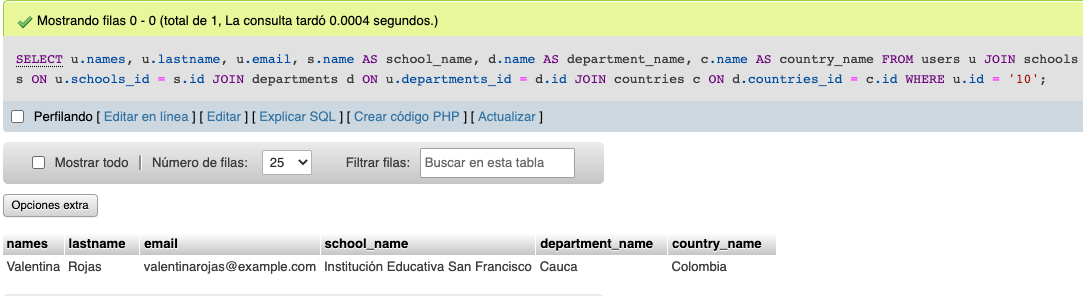 Mostrando filas 0 - 0 (total de 1, La consulta tardó 0.0004 segundos.)
SELECT u.names, u.lastname, u.email, s.name AS school_name, d.name AS department_name, c.name AS country_name FROM users u JOIN schools
s ON u.schools_id = s.id JOIN departments d ON u.departments_id = d.id JOIN countries c ON d.countries_id = c.id WHERE u.id = '10';
Perfilando [ Editar en línea ] [ Editar ] [ Explicar SQL ] [ Crear código PHP ] [ Actualizar ]
Mostrar todo | Número de filas: 25 Filtrar filas: Buscar en esta tabla
Opciones extra
names lastname email school_name department_name country_name
Valentina Rojas valentinarojas@example.com Institución Educativa San Francisco Cauca Colombia